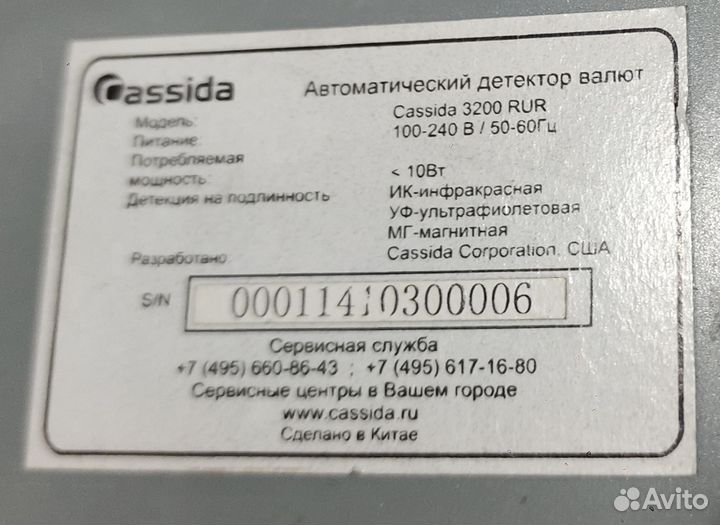 Cassida
Автоматический детектор валют
Модель: Cassida 3200 RUR
Питание: 100-240 В / 50-60Гц
Потребляемая
мощность: < 10Вт
Детекция на подлинность ИК-инфракрасная
УФ-ультрафиолетовая
МГ-магнитная
Разработано: Cassida Corporation, США
S/N 00011410300006
Сервисная служба
+7 (495) 660-86-43 ; +7 (495) 617-16-80
Сервисные центры в Вашем городе
www.cassida.ru
Сделано в Китае
Avito